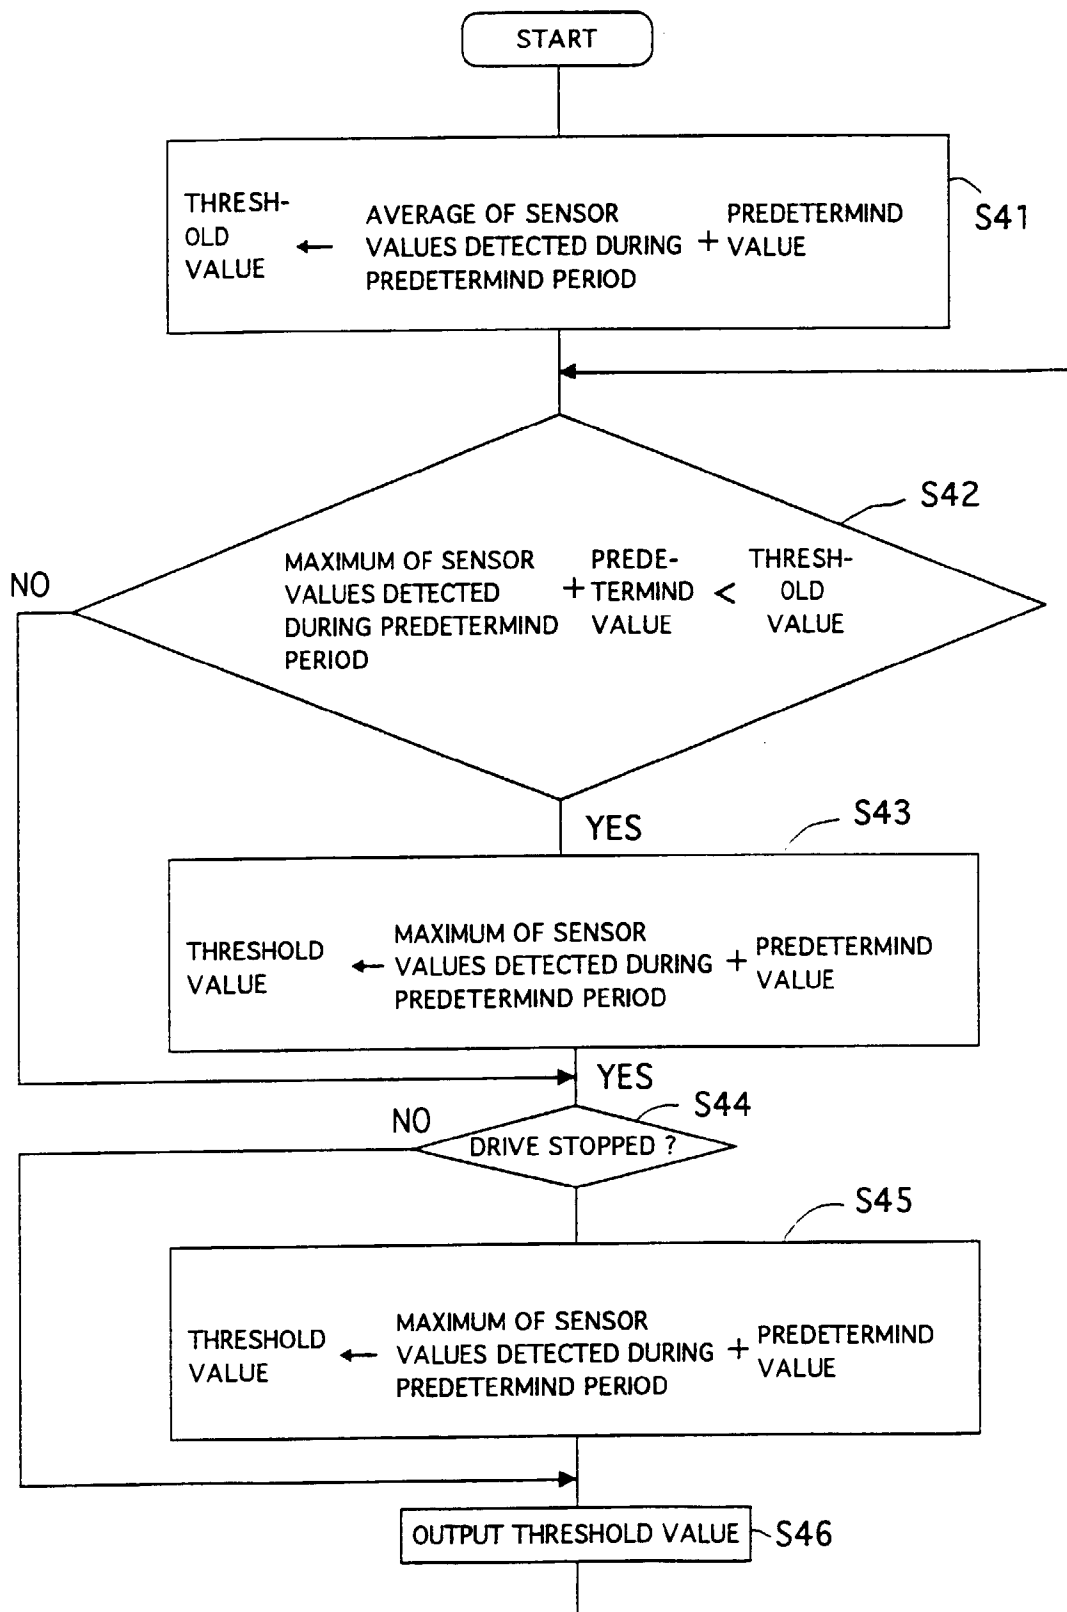 START
THRESH-
OLD
VALUE
←
AVERAGE OF SENSOR
VALUES DETECTED DURING
PREDETERMIND PERIOD
+
PREDETERMIND
VALUE
S41
S42
MAXIMUM OF SENSOR
VALUES DETECTED
DURING PREDETERMIND
PERIOD
+
PREDE-
TERMIND
VALUE
<
THRESH-
OLD
VALUE
NO
YES
S43
THRESHOLD
VALUE
←
MAXIMUM OF SENSOR
VALUES DETECTED DURING
PREDETERMIND PERIOD
+
PREDETERMIND
VALUE
YES
S44
NO
DRIVE STOPPED ?
S45
THRESHOLD
VALUE
←
MAXIMUM OF SENSOR
VALUES DETECTED DURING
PREDETERMIND PERIOD
+
PREDETERMIND
VALUE
OUTPUT THRESHOLD VALUE
S46